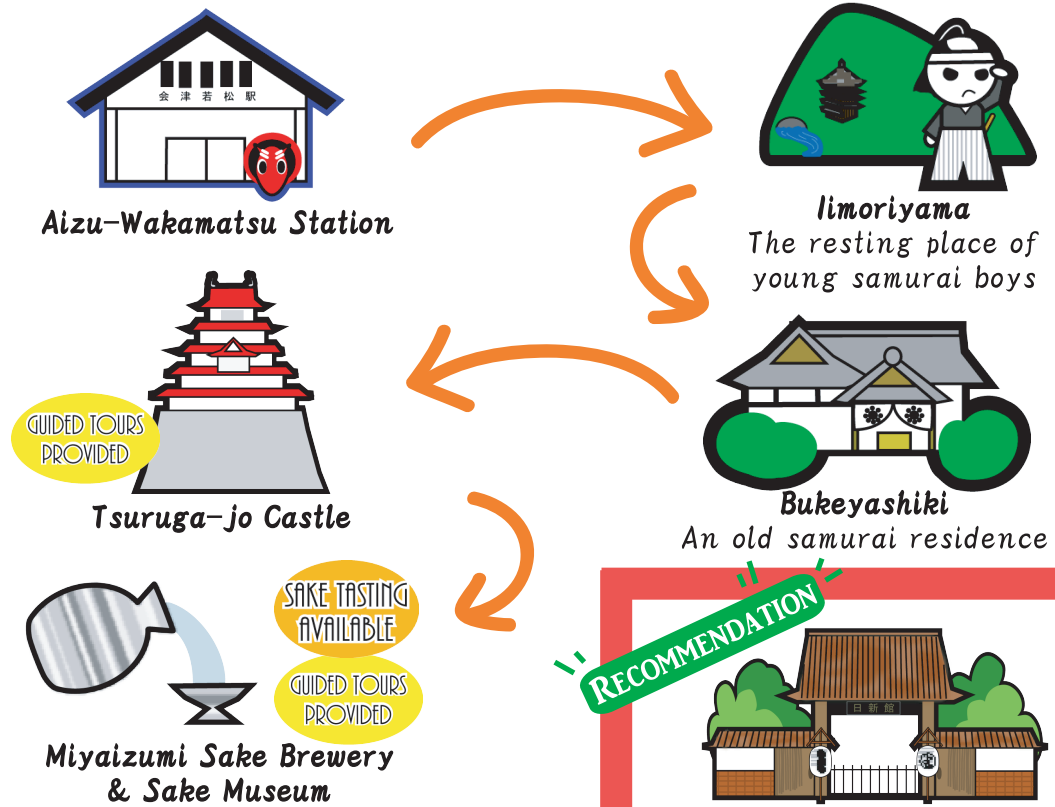 会津若松駅
Aizu-Wakamatsu Station
Iimoriyama
The resting place of
young samurai boys
GUIDED TOURS
PROVIDED
Tsuruga-jo Castle
Bukeyashiki
An old samurai residence
SAKE TASTING
AVAILABLE
GUIDED TOURS
PROVIDED
Miyaizumi Sake Brewery
& Sake Museum
RECOMMENDATION
日新館